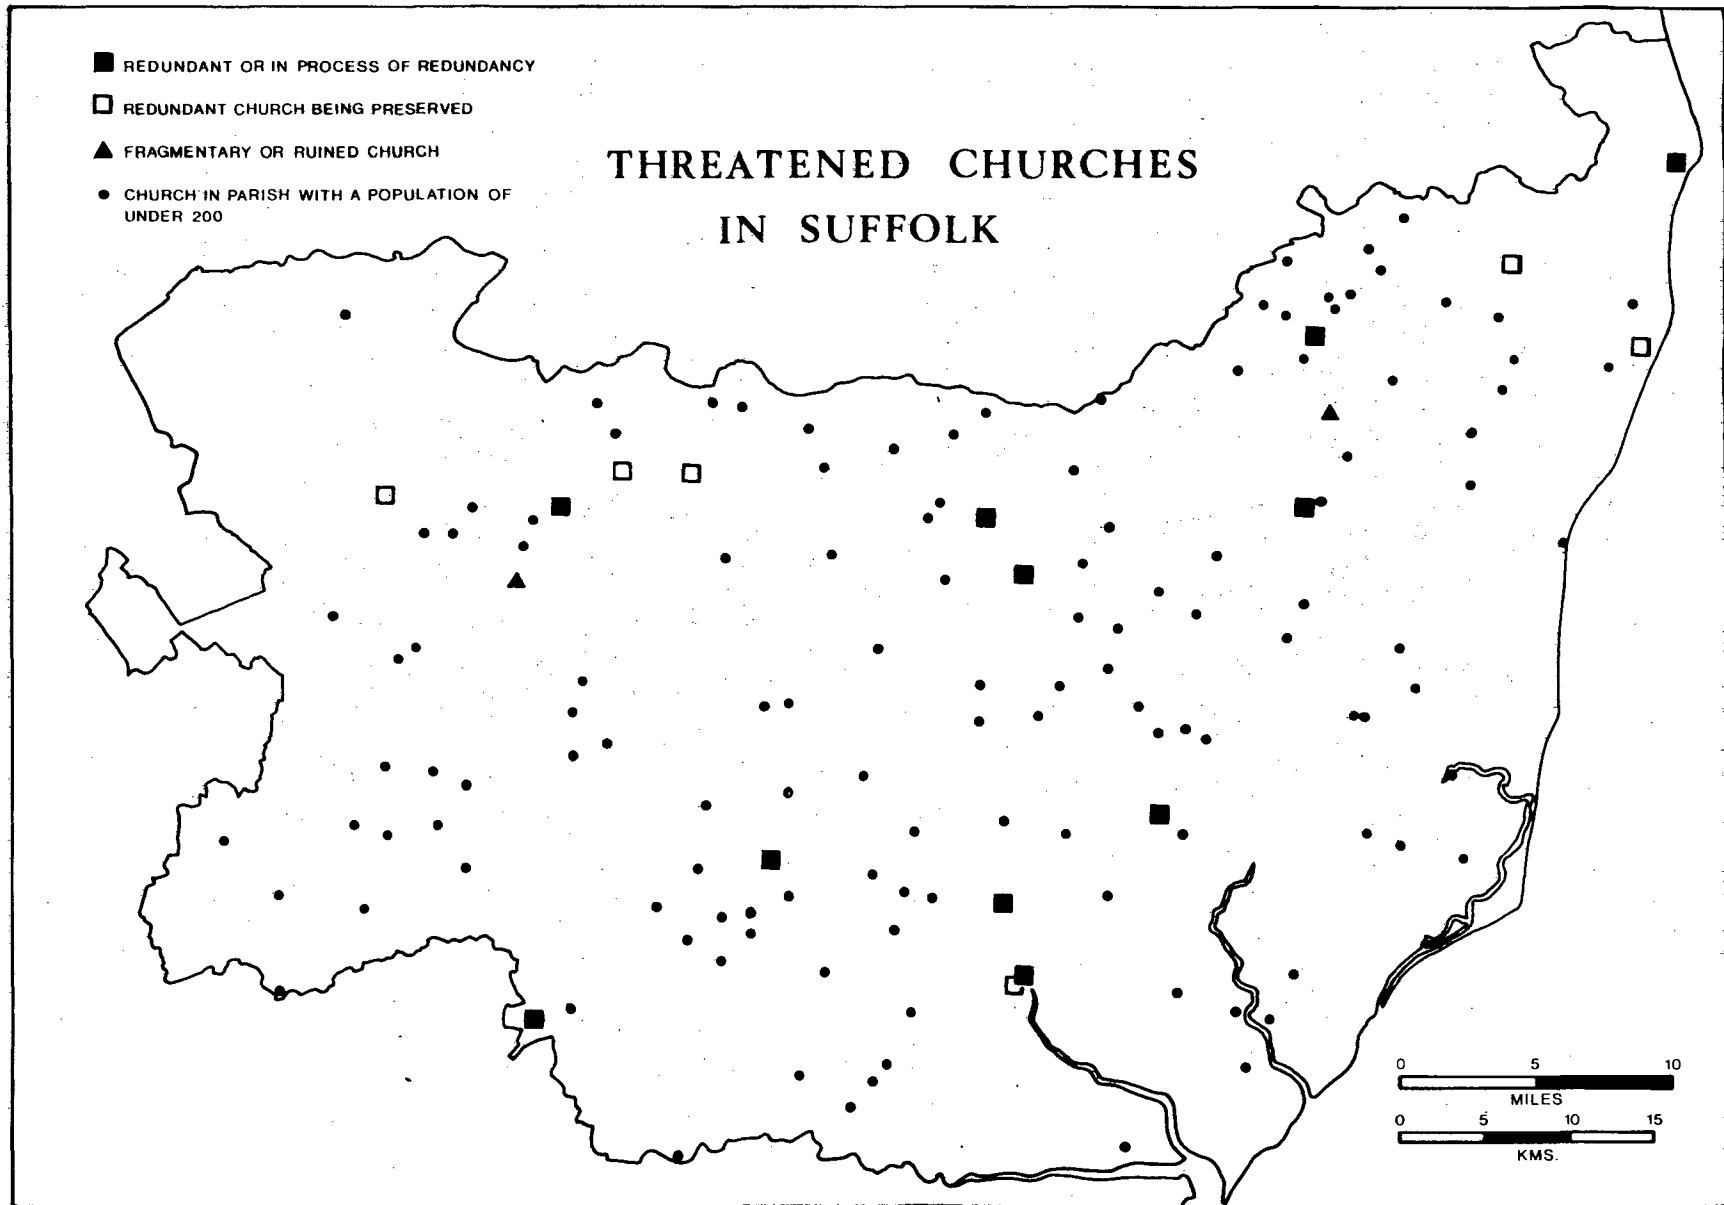 REDUNDANT OR IN PROCESS OF REDUNDANCY
REDUNDANT CHURCH BEING PRESERVED
FRAGMENTARY OR RUINED CHURCH
CHURCH IN PARISH WITH A POPULATION OF
UNDER 200
THREATENED CHURCHES
IN SUFFOLK
0 5 10
MILES
0 5 10 15
KMS.